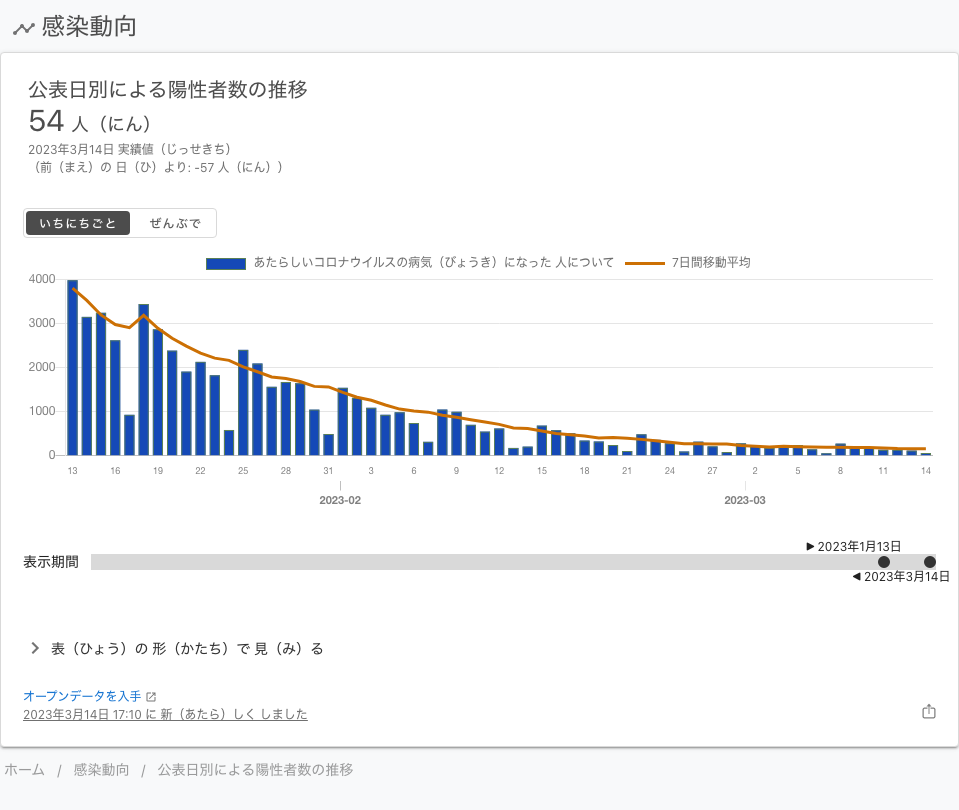 感染動向
公表日別による陽性者数の推移
54 人（にん）
2023年3月14日 実績値（じっせきち）
（前（まえ）の 日（ひ）より: -57 人（にん））
いちにちごと ぜんぶで
あたらしいコロナウイルスの病気（びょうき）になった 人について 7日間移動平均
4000
3000
2000
1000
0
13 16 19 22 25 28 31 3 6 9 12 15 18 21 24 27 2 5 8 11 14
2023-02 2023-03
2023年1月13日
表示期間
2023年3月14日
表（ひょう）の 形（かたち）で 見（み）る
オープンデータを入手
2023年3月14日 17:10 に 新（あたら）しく しました
ホーム / 感染動向 / 公表日別による陽性者数の推移